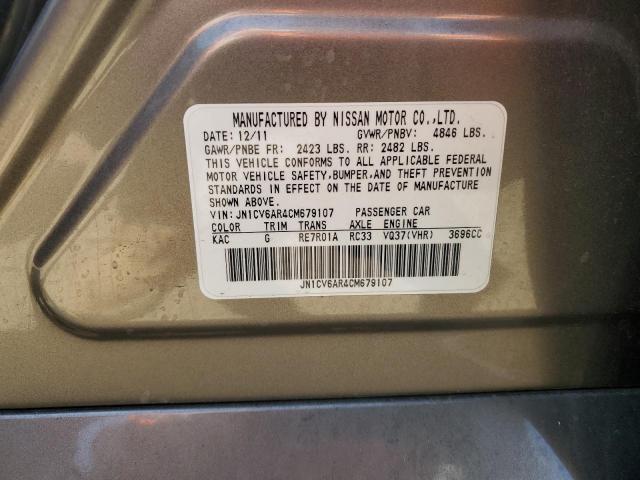 MANUFACTURED BY NISSAN MOTOR CO.,LTD.
DATE: 12/11 GVWR/PNBV: 4846 LBS.
GAWR/PNBE FR: 2423 LBS. RR: 2482 LBS.
THIS VEHICLE CONFORMS TO ALL APPLICABLE FEDERAL
MOTOR VEHICLE SAFETY,BUMPER,AND THEFT PREVENTION
STANDARDS IN EFFECT ON THE DATE OF MANUFACTURE
SHOWN ABOVE.
VIN: JN1CV6AR4CM679107 PASSENGER CAR
COLOR TRIM TRANS AXLE ENGINE
KAC G RE7R01A RC33 VQ37(VHR) 3696CC
JN1CV6AR4CM679107